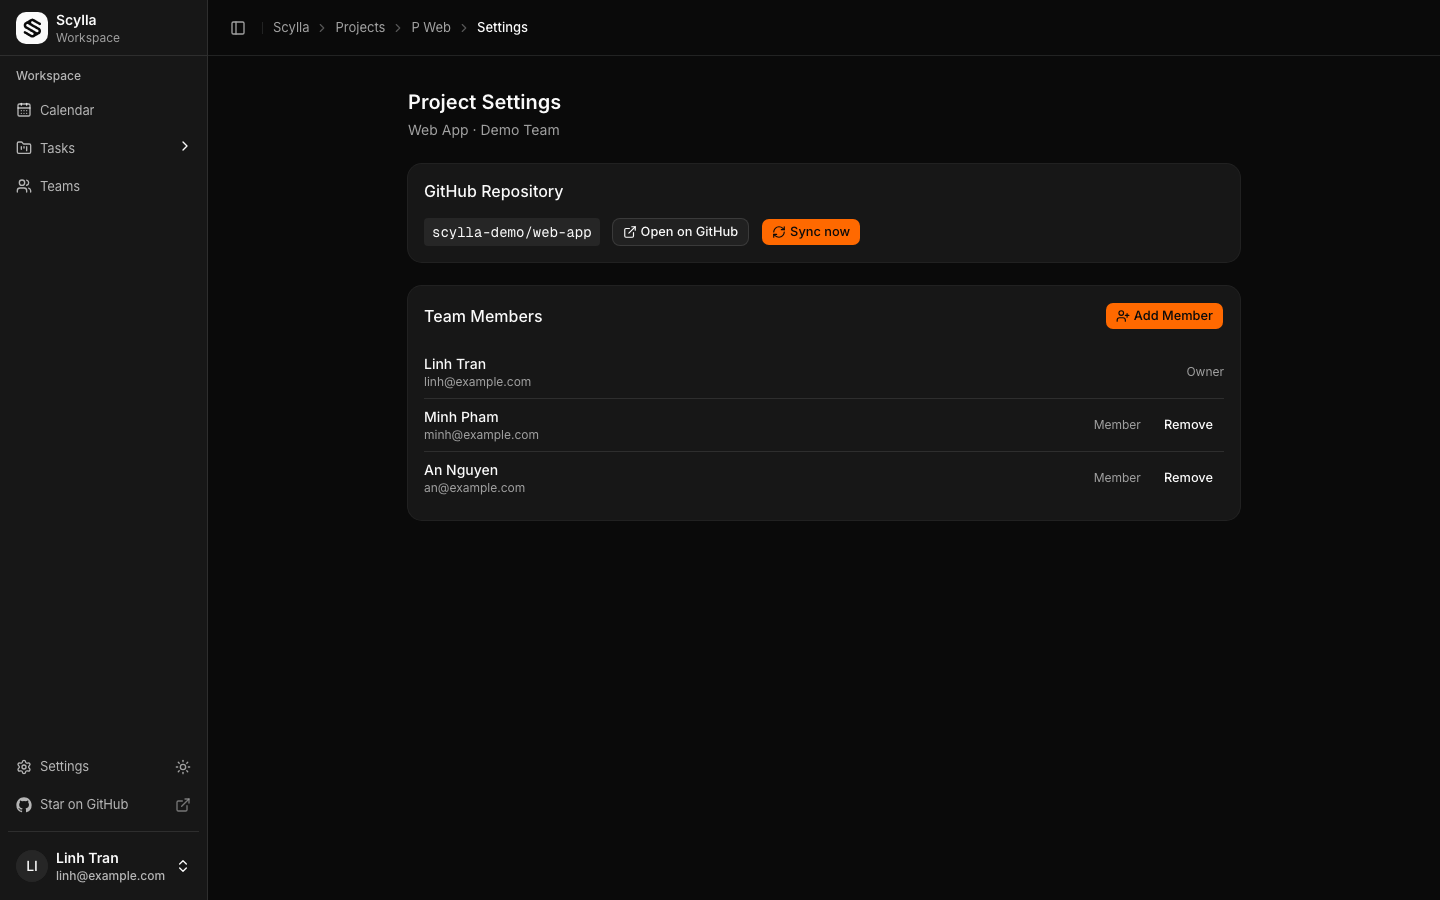 Scylla
Workspace
Workspace
Calendar
Tasks
Teams
Settings
Star on GitHub
LI
Linh Tran
linh@example.com
Scylla > Projects > P Web > Settings
Project Settings
Web App · Demo Team
GitHub Repository
scylla-demo/web-app Open on GitHub Sync now
Team Members Add Member
Linh Tran
linh@example.com
Owner
Minh Pham
minh@example.com
Member Remove
An Nguyen
an@example.com
Member Remove